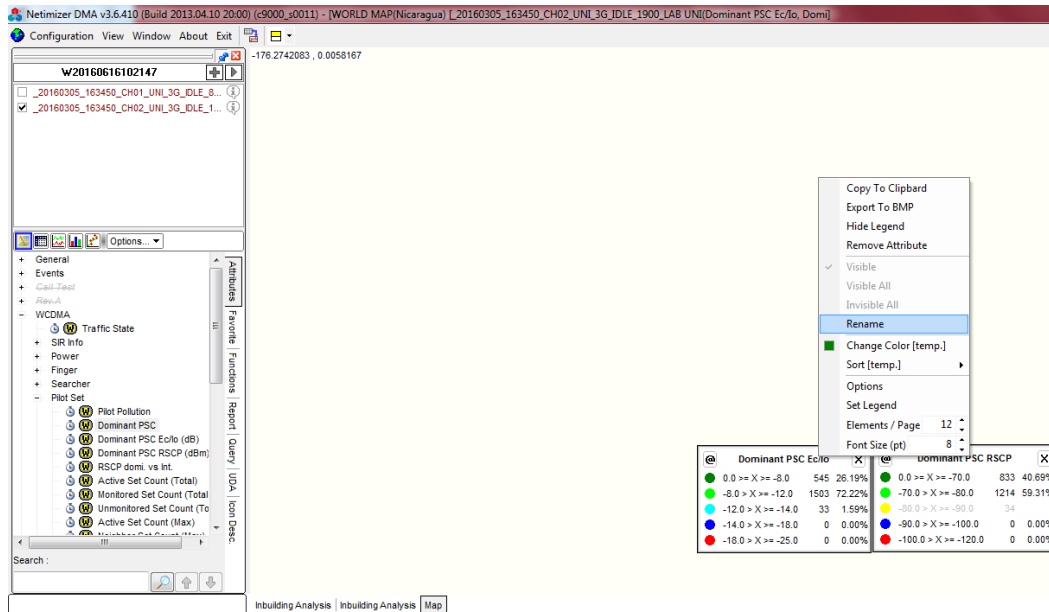 Netimizer DMA v3.6.410 (Build 2013.04.10 20:00) (c9000_s0011) - [WORLD MAP(Nicaragua) [_20160305_163450_CH02_UNI_3G_IDLE_1900_LAB UNI(Dominant PSC Ec/Io, Domi]
Configuration View Window About Exit
W20160616102147
_20160305_163450_CH01_UNI_3G_IDLE_8...
_20160305_163450_CH02_UNI_3G_IDLE_1...
Options...
General
Events
Call Test
Rev.A
WCDMA
Traffic State
SIR Info
Power
Finger
Searcher
Pilot Set
Pilot Pollution
Dominant PSC
Dominant PSC Ec/Io (dB)
Dominant PSC RSCP (dBm)
RSCP domi. vs Int.
Active Set Count (Total)
Monitored Set Count (Total
Unmonitored Set Count (To
Active Set Count (Max)
Neighbor Set Count (Max)
Search :
Attributes
Favorite
Functions
Report
Query
UDA
Icon Desc.
-176.2742083 , 0.0058167
Copy To Clipbard
Export To BMP
Hide Legend
Remove Attribute
Visible
Visible All
Invisible All
Rename
Change Color [temp.]
Sort [temp.]
Options
Set Legend
Elements / Page 12
Font Size (pt) 8
@ Dominant PSC Ec/Io X
0.0 >= X >= -8.0 545 26.19%
-8.0 > X >= -12.0 1503 72.22%
-12.0 > X >= -14.0 33 1.59%
-14.0 > X >= -18.0 0 0.00%
-18.0 > X >= -25.0 0 0.00%
@ Dominant PSC RSCP X
0.0 >= X >= -70.0 833 40.69%
-70.0 > X >= -80.0 1214 59.31%
-80.0 > X >= -90.0 34
-90.0 > X >= -100.0 0 0.00%
-100.0 > X >= -120.0 0 0.00%
Inbuilding Analysis Inbuilding Analysis Map